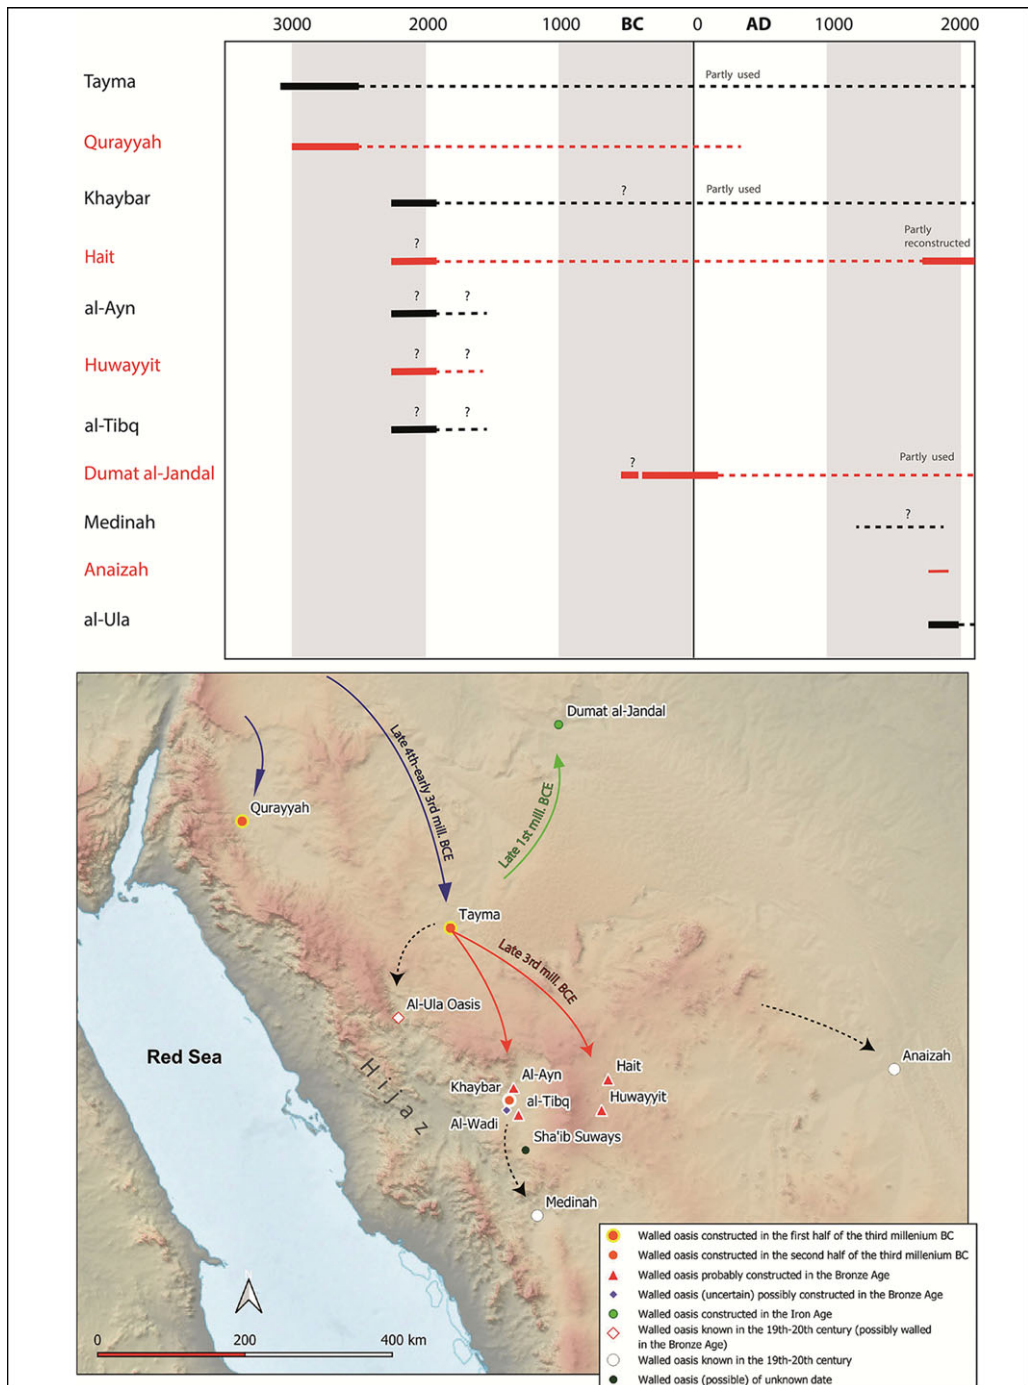 3000 2000 1000 BC 0 AD 1000 2000
Tayma
Partly used
Qurayyah
Khaybar
?
Partly used
Hait
?
Partly
reconstructed
al-Ayn
? ?
Huwayyit
? ?
al-Tibq
? ?
Dumat al-Jandal
?
Partly used
Medinah
?
Anaizah
al-Ula
Dumat al-Jandal
Late 4th-early 3rd mill. BCE
Qurayyah
Late 1st mill. BCE
Tayma
Late 3rd mill. BCE
Al-Ula Oasis
Red Sea
Hijaz
Anaizah
Hait
Al-Ayn
Khaybar
al-Tibq
Huwayyit
Al-Wadi
Sha'ib Suways
Medinah
N
0 200 400 km
Walled oasis constructed in the first half of the third millenium BC
Walled oasis constructed in the second half of the third millenium BC
Walled oasis probably constructed in the Bronze Age
Walled oasis (uncertain) possibly constructed in the Bronze Age
Walled oasis constructed in the Iron Age
Walled oasis known in the 19th-20th century (possibly walled
in the Bronze Age)
Walled oasis known in the 19th-20th century
Walled oasis (possible) of unknown date